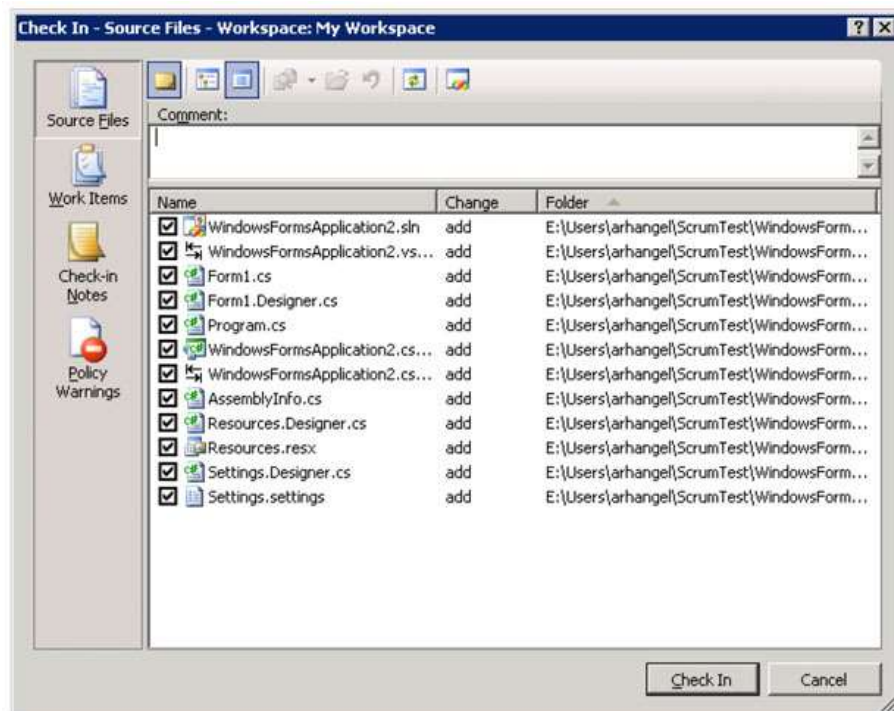 Check In - Source Files - Workspace: My Workspace
Source Files
Work Items
Check-in
Notes
Policy
Warnings
Comment:
Name Change Folder
WindowsFormsApplication2.sln add E:\Users\arhangel\ScrumTest\WindowsForm...
WindowsFormsApplication2.vs... add E:\Users\arhangel\ScrumTest\WindowsForm...
Form1.cs add E:\Users\arhangel\ScrumTest\WindowsForm...
Form1.Designer.cs add E:\Users\arhangel\ScrumTest\WindowsForm...
Program.cs add E:\Users\arhangel\ScrumTest\WindowsForm...
WindowsFormsApplication2.cs... add E:\Users\arhangel\ScrumTest\WindowsForm...
WindowsFormsApplication2.cs... add E:\Users\arhangel\ScrumTest\WindowsForm...
AssemblyInfo.cs add E:\Users\arhangel\ScrumTest\WindowsForm...
Resources.Designer.cs add E:\Users\arhangel\ScrumTest\WindowsForm...
Resources.resx add E:\Users\arhangel\ScrumTest\WindowsForm...
Settings.Designer.cs add E:\Users\arhangel\ScrumTest\WindowsForm...
Settings.settings add E:\Users\arhangel\ScrumTest\WindowsForm...
Check In Cancel